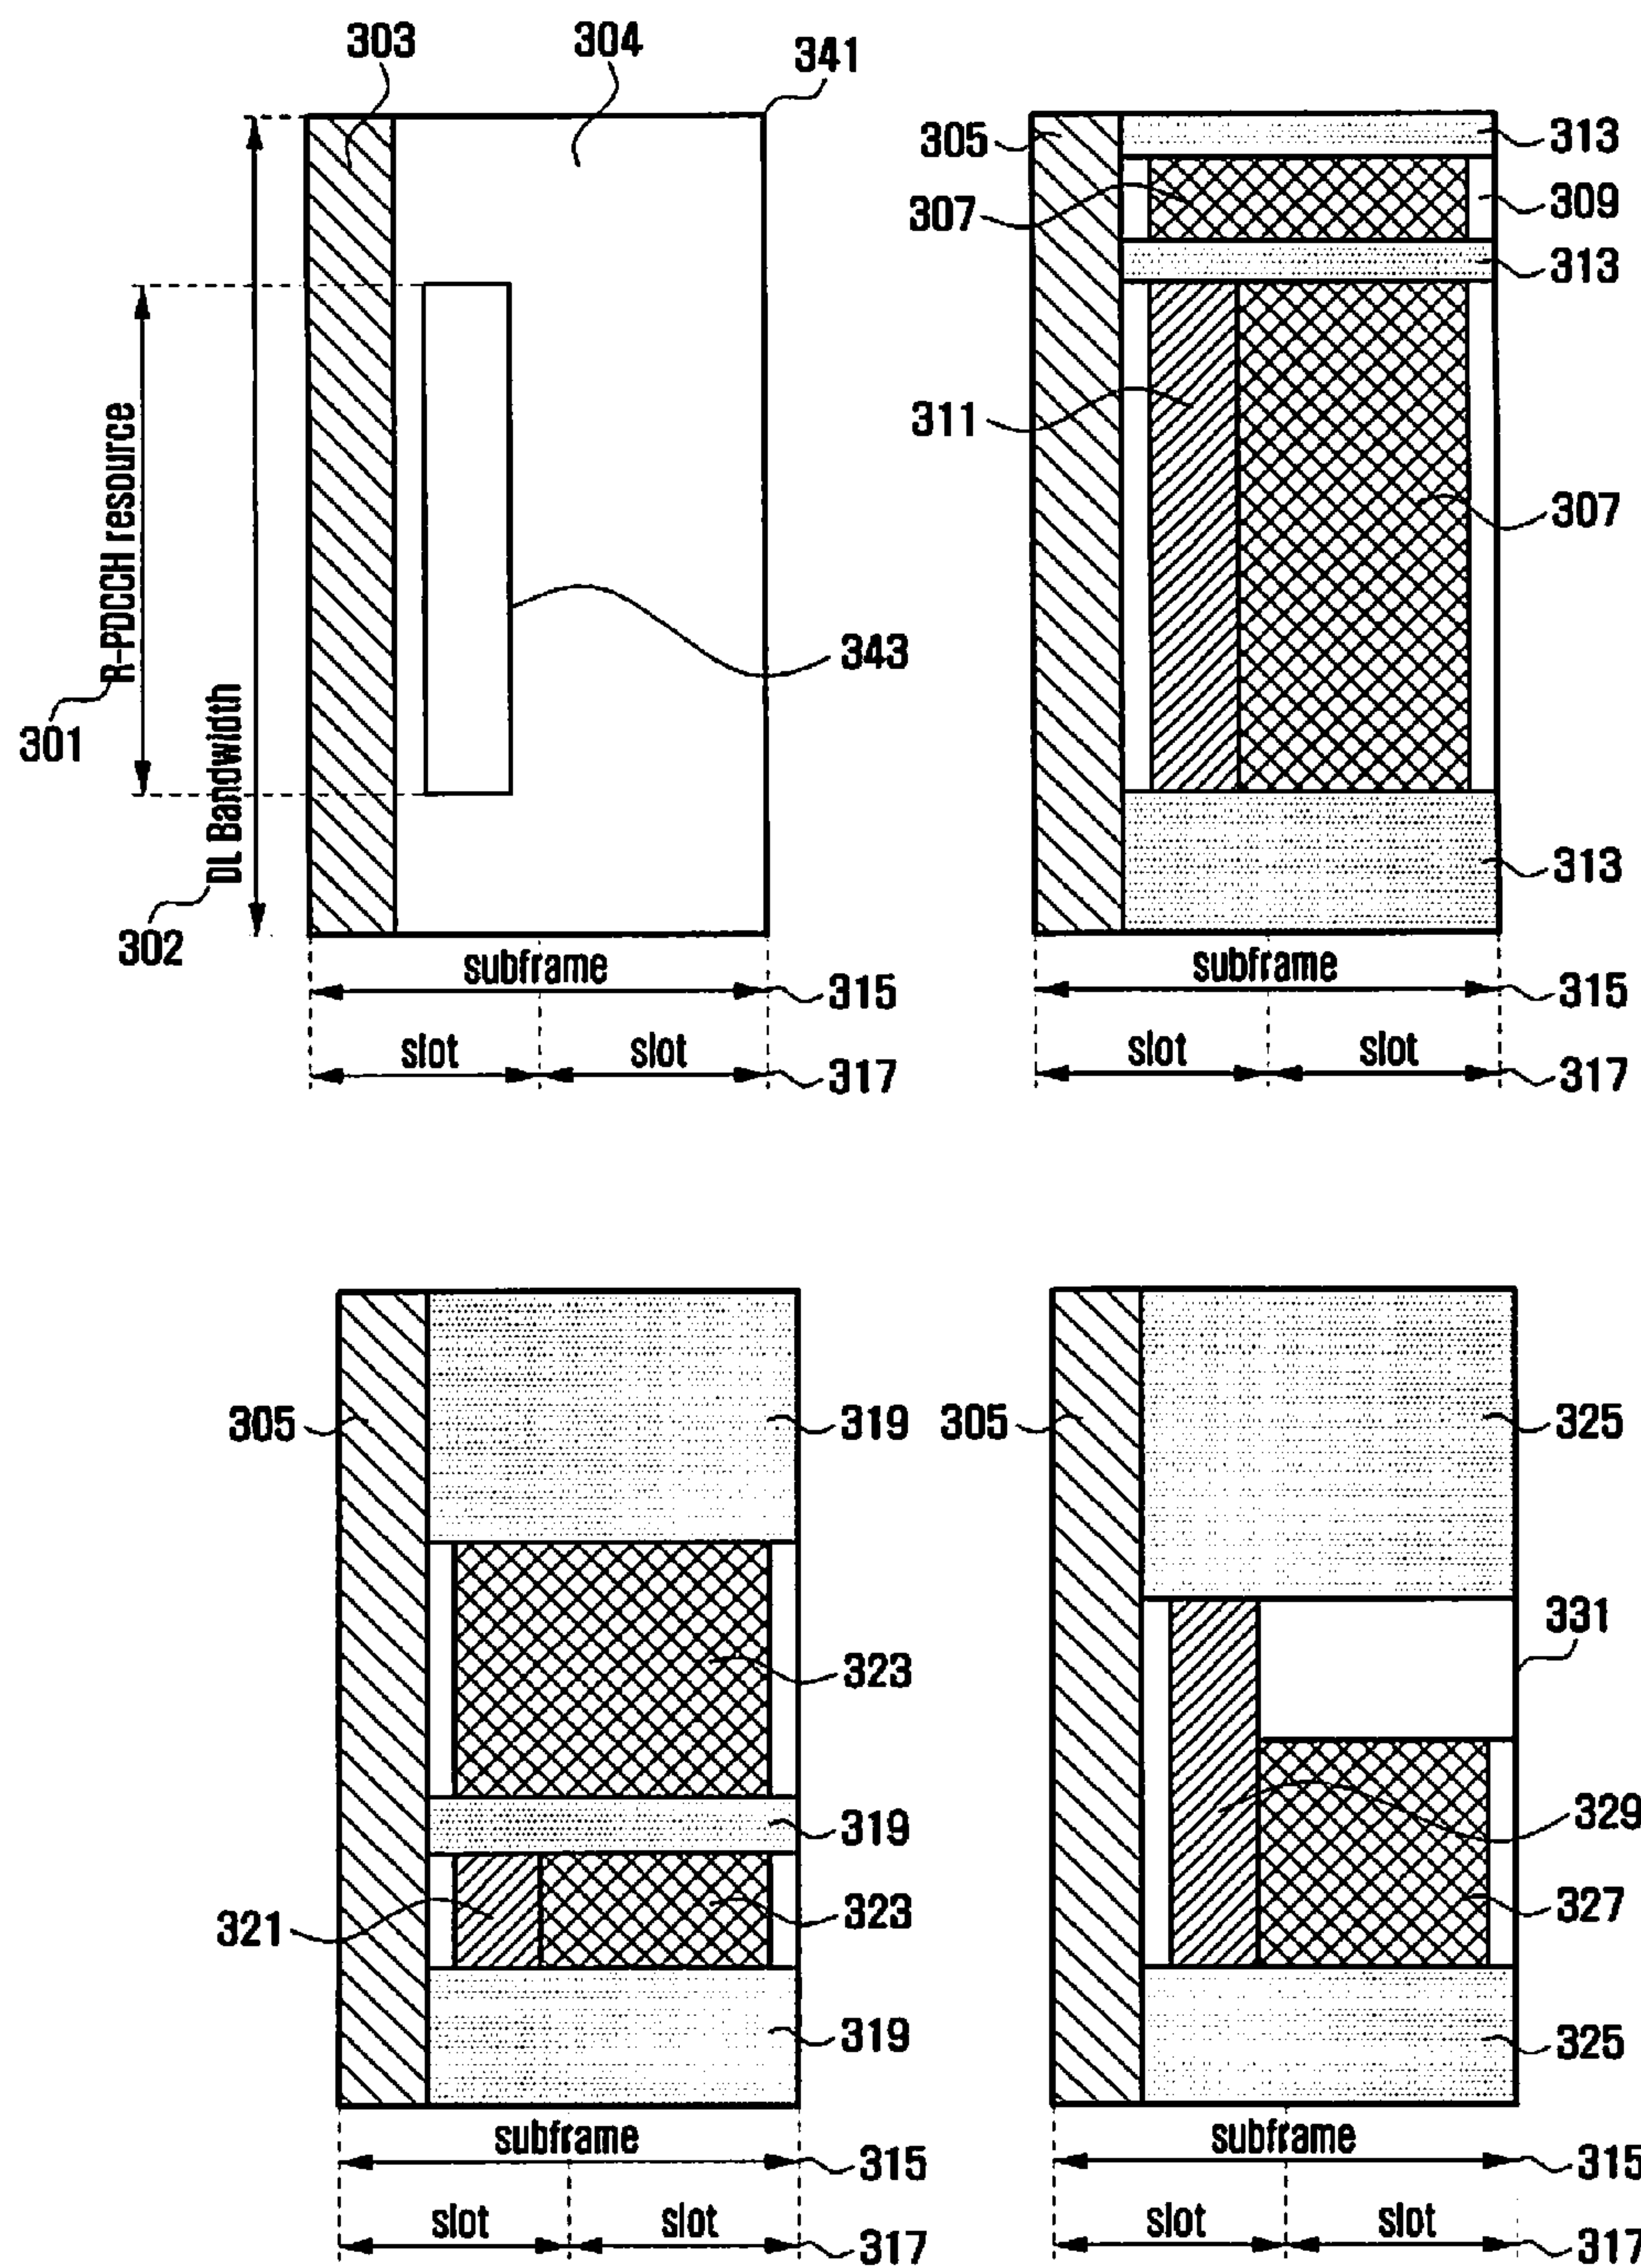 303
304
341
R-PDCCH resource
301
DL Bandwidth
302
343
subframe
315
slot
slot
317
305
313
307
309
313
311
307
313
subframe
315
slot
slot
317
305
319
323
319
321
323
319
subframe
315
slot
slot
317
305
325
331
329
327
325
subframe
315
slot
slot
317